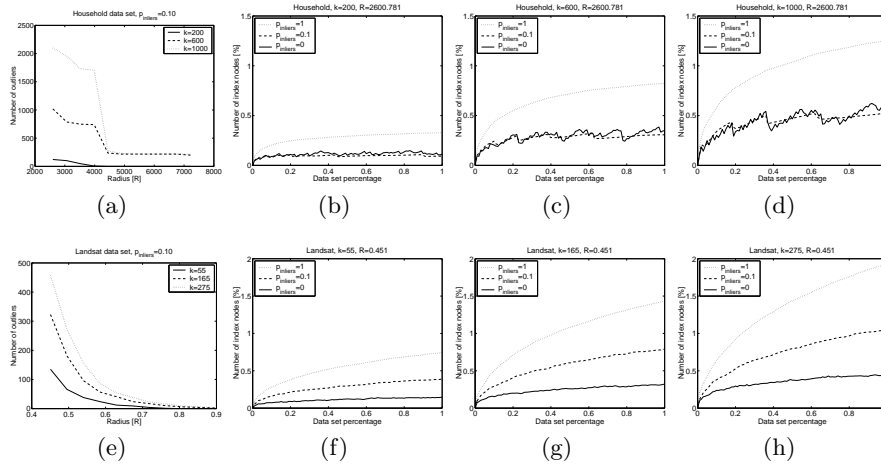 Household data set, p_inliers=0.10
k=200
k=600
k=1000
Number of outliers
2500
2000
1500
1000
500
0
2000 3000 4000 5000 6000 7000 8000
Radius [R]
(a)
Household, k=200, R=2600.781
p_inliers=1
p_inliers=0.1
p_inliers=0
Number of index nodes [%]
2
1.5
1
0.5
0
0 0.2 0.4 0.6 0.8 1
Data set percentage
(b)
Household, k=600, R=2600.781
p_inliers=1
p_inliers=0.1
p_inliers=0
Number of index nodes [%]
2
1.5
1
0.5
0
0 0.2 0.4 0.6 0.8 1
Data set percentage
(c)
Household, k=1000, R=2600.781
p_inliers=1
p_inliers=0.1
p_inliers=0
Number of index nodes [%]
2
1.5
1
0.5
0
0 0.2 0.4 0.6 0.8
Data set percentage
(d)
Landsat data set, p_inliers=0.10
k=55
k=165
k=275
Number of outliers
500
400
300
200
100
0
0.4 0.5 0.6 0.7 0.8 0.9
Radius [R]
(e)
Landsat, k=55, R=0.451
p_inliers=1
p_inliers=0.1
p_inliers=0
Number of index nodes [%]
2
1.5
1
0.5
0
0 0.2 0.4 0.6 0.8 1
Data set percentage
(f)
Landsat, k=165, R=0.451
p_inliers=1
p_inliers=0.1
p_inliers=0
Number of index nodes [%]
2
1.5
1
0.5
0
0 0.2 0.4 0.6 0.8 1
Data set percentage
(g)
Landsat, k=275, R=0.451
p_inliers=1
p_inliers=0.1
p_inliers=0
Number of index nodes [%]
2
1.5
1
0.5
0
0 0.2 0.4 0.6 0.8
Data set percentage
(h)